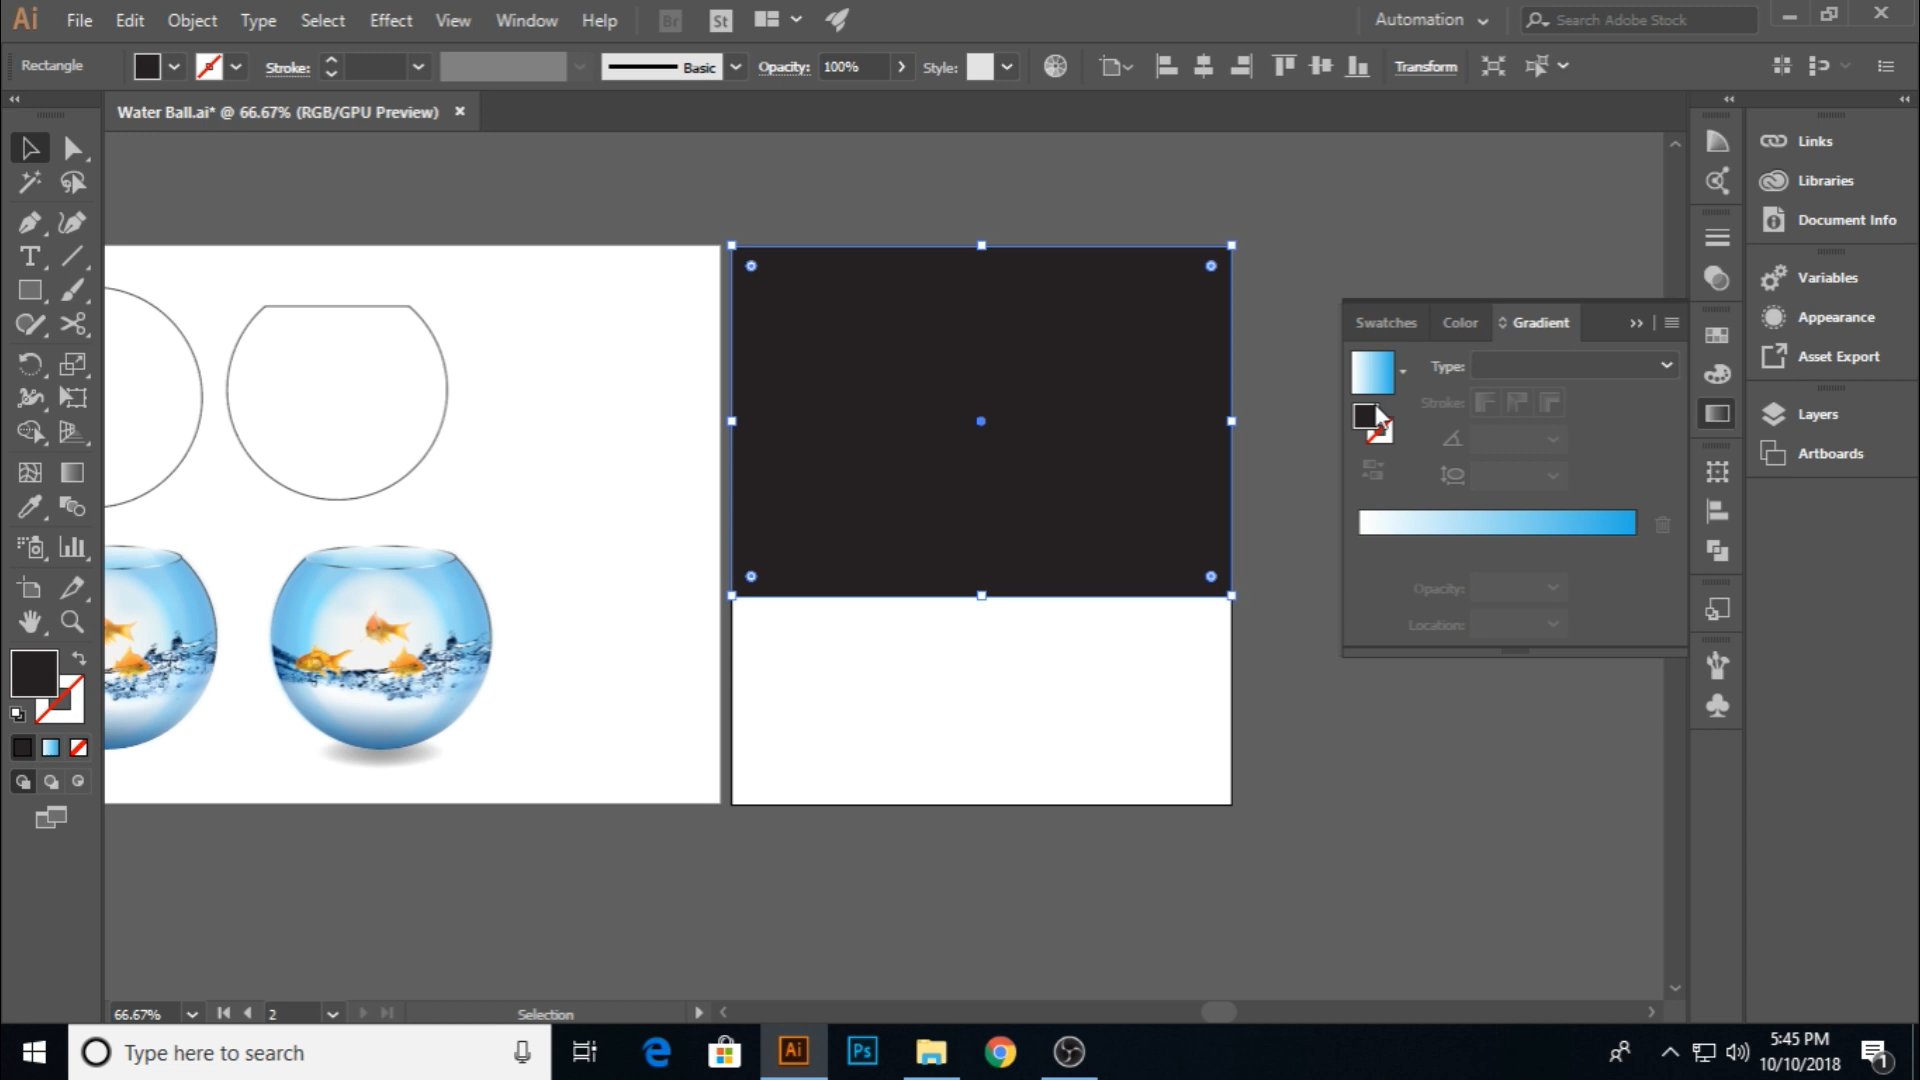 Ai File Edit Object Type Select Effect View Window Help Br St Automation Search Adobe Stock
Rectangle Stroke: Basic Opacity: 100% Style: Transform
Water Ball.ai* @ 66.67% (RGB/GPU Preview)
Links
Libraries
Document Info
Variables
Appearance
Asset Export
Layers
Artboards
Swatches Color Gradient
Type:
Stroke:
Opacity:
Location:
66.67% 2 Selection
Type here to search
Ai Ps
5:45 PM
10/10/2018
1